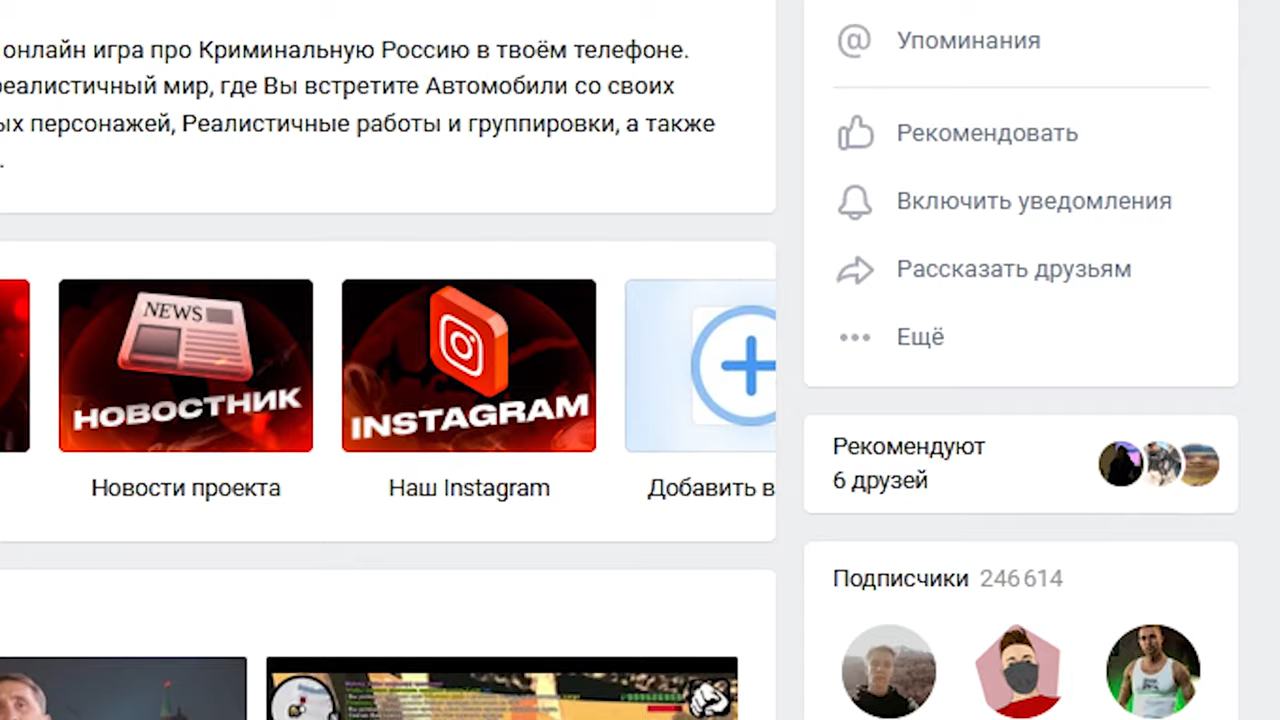 онлайн игра про Криминальную Россию в твоём телефоне.
реалистичный мир, где Вы встретите Автомобили со своих
ых персонажей, Реалистичные работы и группировки, а также
.
NEWS
НОВОСТНИК
INSTAGRAM
Новости проекта
Наш Instagram
Добавить в
Упоминания
Рекомендовать
Включить уведомления
Рассказать друзьям
Ещё
Рекомендуют
6 друзей
Подписчики 246 614